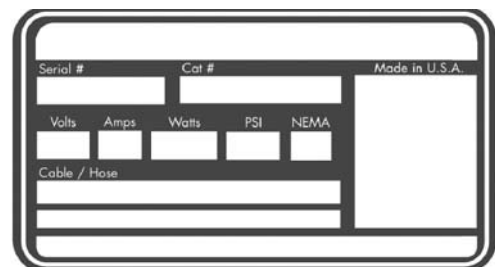 Serial # Cat # Made in U.S.A.
Volts Amps Watts PSI NEMA
Cable / Hose